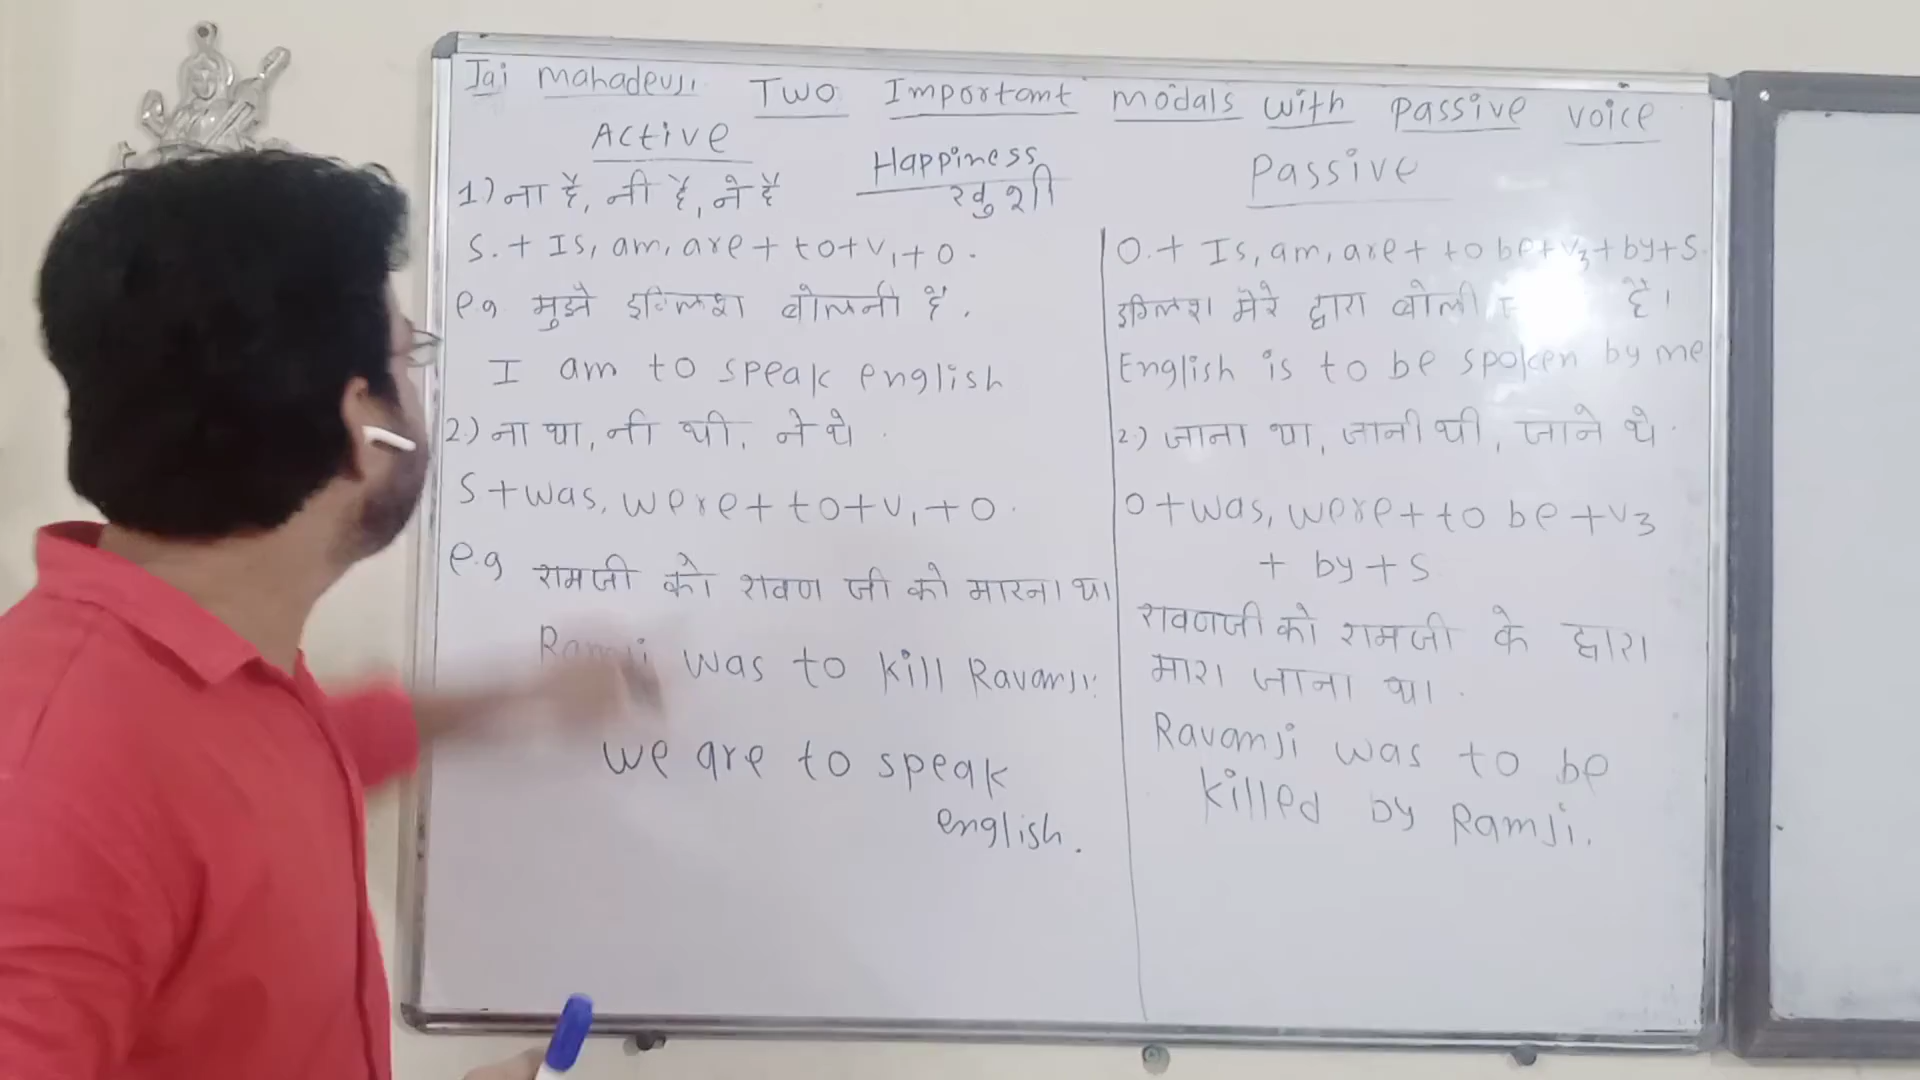 Jai mahadevji Two Important modals with passive voice
Active
Happiness
खुशी
1) ना है, नी है, ने है
S. + Is, am, are + to + V1 + O.
e.g मुझे इंग्लिश बोलनी है.
I am to speak english
2.) ना था, नी थी, ने थे.
S + was, were + to + V1 + O.
e.g रामजी को रावण जी को मारना था।
Ramji was to kill Ravanji.
we are to speak
english.
Passive
O. + Is, am, are + to be + V3 + by + S.
इंग्लिश मेरे द्वारा बोली है।
English is to be spoken by me
2.) जाना था, जानी थी, जाने थे.
O + was, were + to be + V3
+ by + S
रावणजी को रामजी के द्वारा
मारा जाना था.
Ravanji was to be
killed by Ramji.